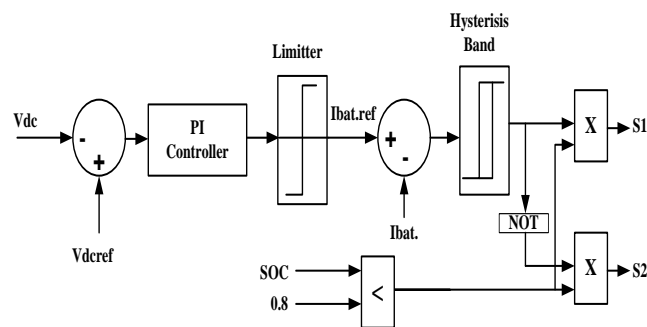 Hysterisis
Band
Limitter
Vdc
-
+
PI
Controller
Ibat.ref
+
-
X
S1
Vdcref
Ibat.
NOT
SOC
0.8
<
X
S2